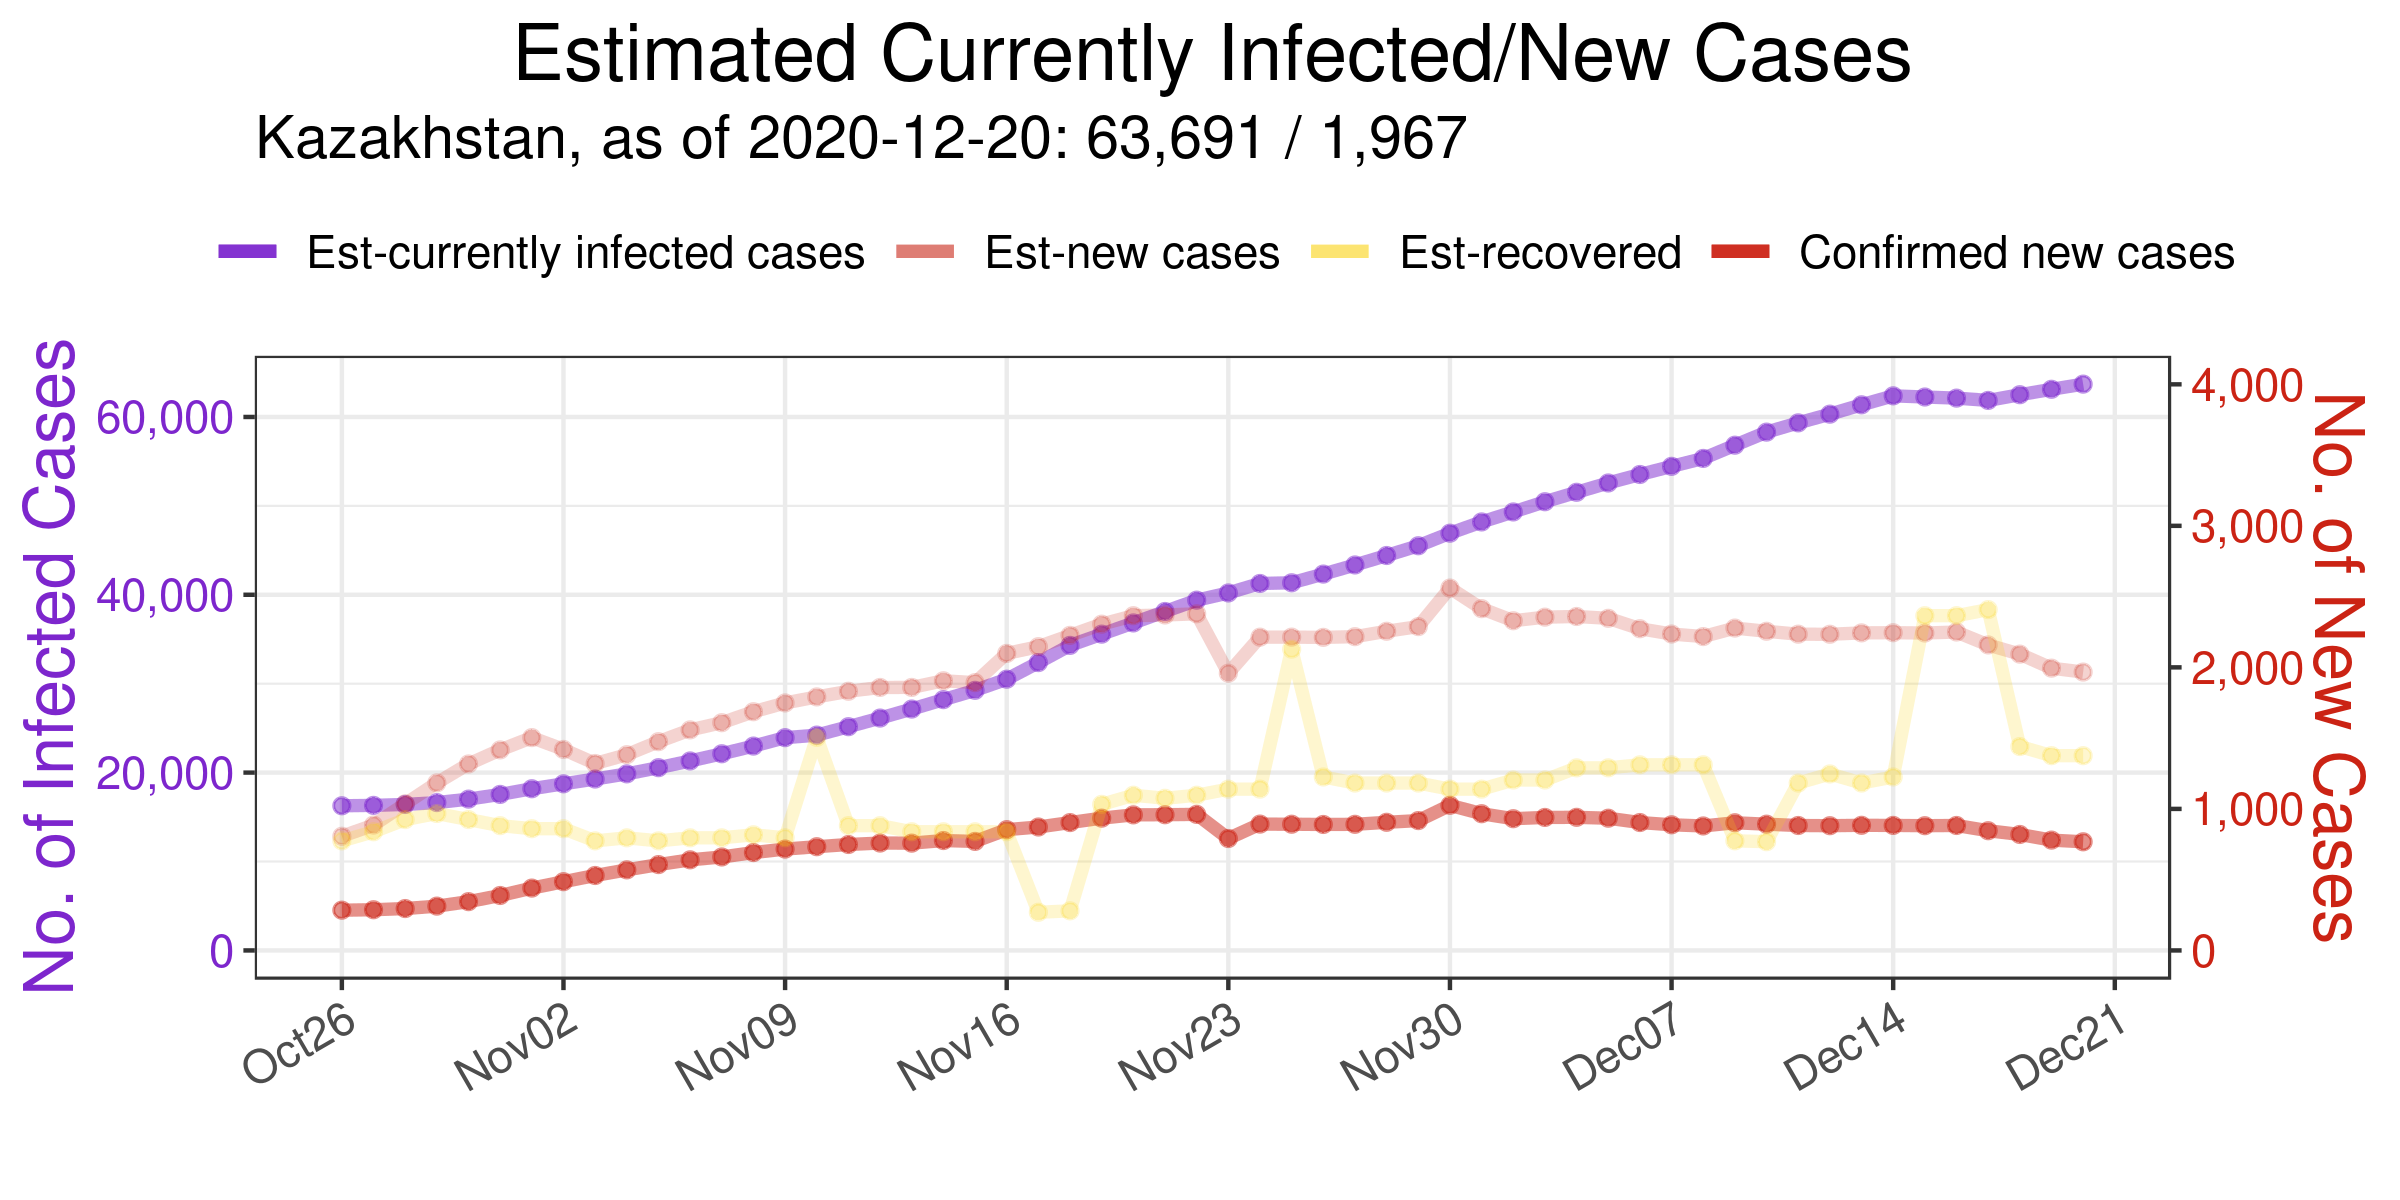 Estimated Currently Infected/New Cases
Kazakhstan, as of 2020-12-20: 63,691 / 1,967
Est-currently infected cases Est-new cases Est-recovered Confirmed new cases
No. of Infected Cases
60,000
40,000
20,000
0
4,000
3,000
2,000
1,000
0
No. of New Cases
Oct26 Nov02 Nov09 Nov16 Nov23 Nov30 Dec07 Dec14 Dec21